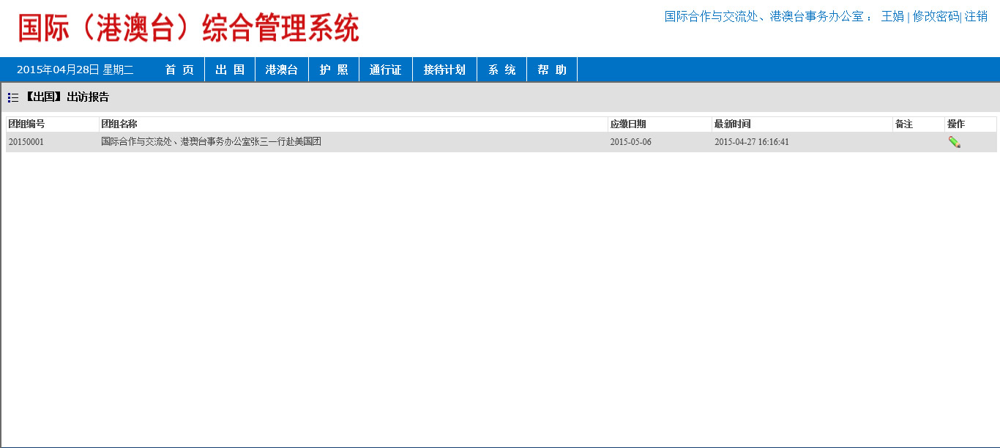 国际（港澳台）综合管理系统
国际合作与交流处、港澳台事务办公室： 王娟 | 修改密码| 注销
2015年04月28日 星期二 首 页 出 国 港澳台 护 照 通行证 接待计划 系 统 帮 助
【出国】出访报告
团组编号 团组名称 应缴日期 最新时间 备注 操作
20150001 国际合作与交流处、港澳台事务办公室张三一行赴美国团 2015-05-06 2015-04-27 16:16:41